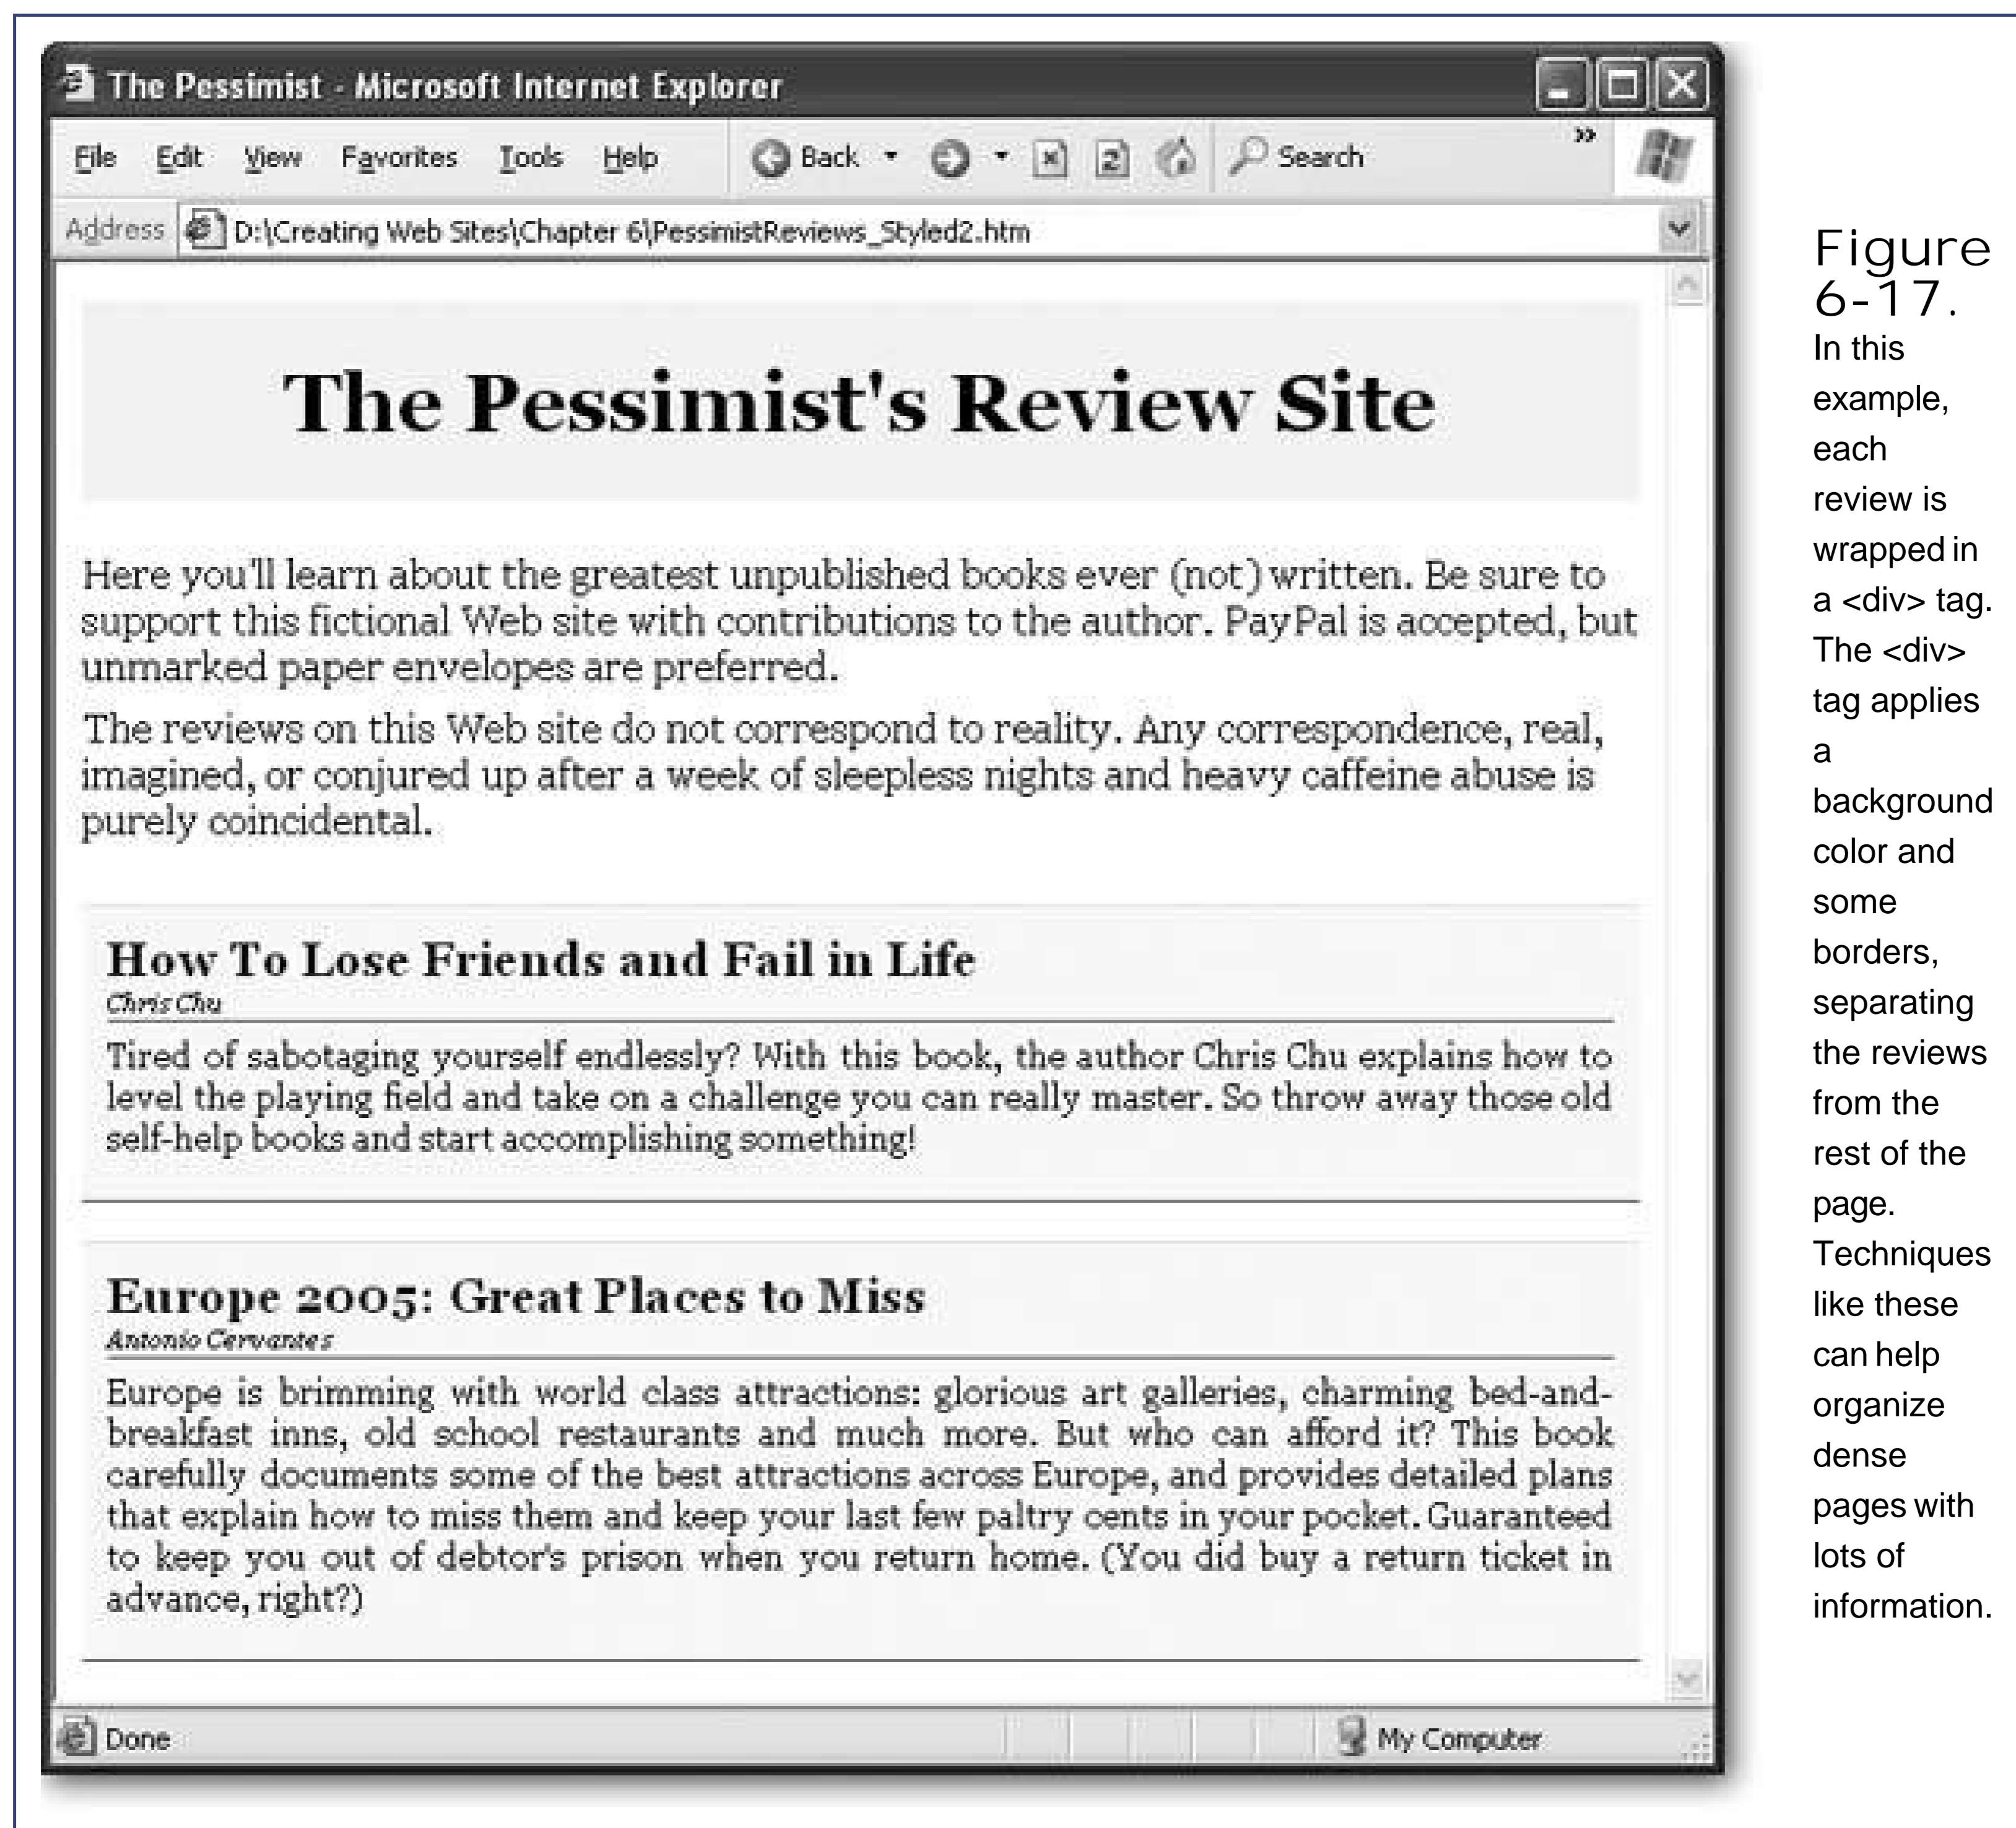 The Pessimist - Microsoft Internet Explorer
File Edit View Favorites Tools Help Back Search »
Address D:\Creating Web Sites\Chapter 6\PessimistReviews_Styled2.htm
The Pessimist's Review Site
Here you'll learn about the greatest unpublished books ever (not) written. Be sure to
support this fictional Web site with contributions to the author. PayPal is accepted, but
unmarked paper envelopes are preferred.
The reviews on this Web site do not correspond to reality. Any correspondence, real,
imagined, or conjured up after a week of sleepless nights and heavy caffeine abuse is
purely coincidental.
How To Lose Friends and Fail in Life
Chris Chu
Tired of sabotaging yourself endlessly? With this book, the author Chris Chu explains how to
level the playing field and take on a challenge you can really master. So throw away those old
self-help books and start accomplishing something!
Europe 2005: Great Places to Miss
Antonio Cervantes
Europe is brimming with world class attractions: glorious art galleries, charming bed-and-
breakfast inns, old school restaurants and much more. But who can afford it? This book
carefully documents some of the best attractions across Europe, and provides detailed plans
that explain how to miss them and keep your last few paltry cents in your pocket. Guaranteed
to keep you out of debtor's prison when you return home. (You did buy a return ticket in
advance, right?)
Done My Computer
Figure
6-17.
In this
example,
each
review is
wrapped in
a <div> tag.
The <div>
tag applies
a
background
color and
some
borders,
separating
the reviews
from the
rest of the
page.
Techniques
like these
can help
organize
dense
pages with
lots of
information.